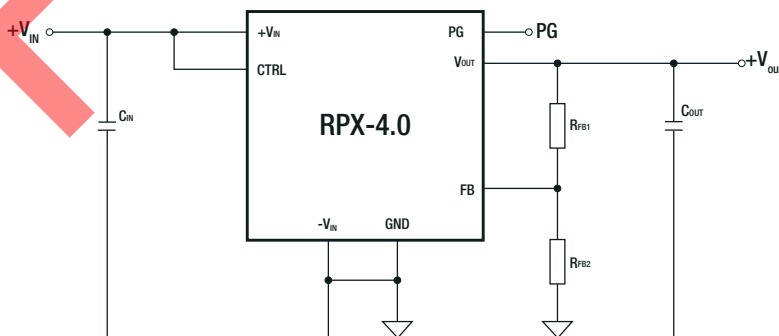 +VIN
+VIN
PG
PG
VOUT
+Vou
CTRL
CIN
COUT
RPX-4.0
RFB1
FB
-VIN
GND
RFB2